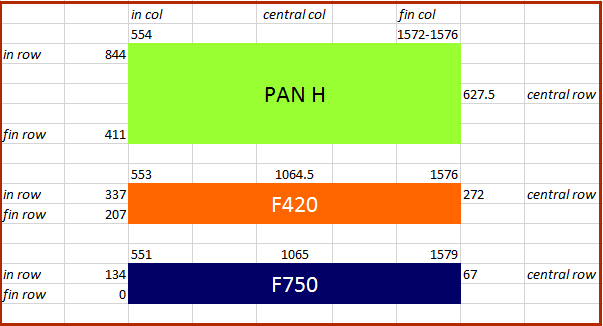 in col central col fin col
554 1572-1576
in row 844
PAN H
627.5 central row
fin row 411
553 1064.5 1576
in row 337 272 central row
F420
fin row 207
551 1065 1579
in row 134 67 central row
F750
fin row 0